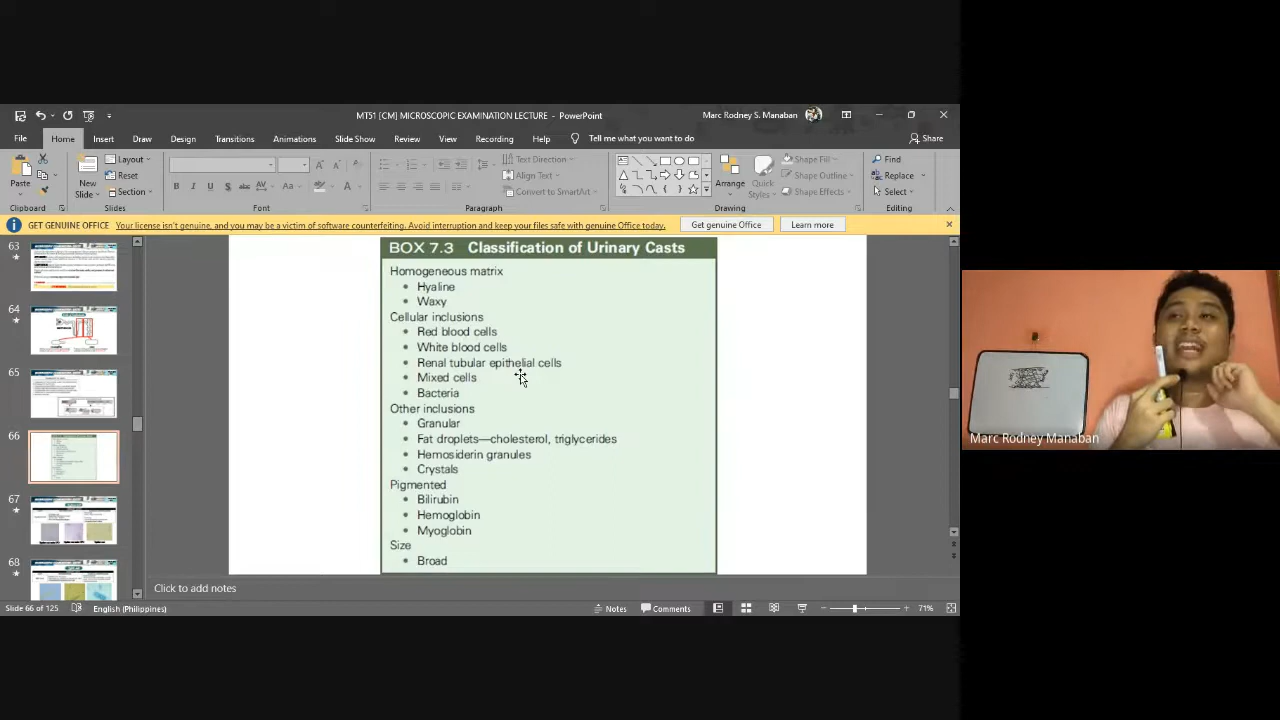 MT51 [CM] MICROSCOPIC EXAMINATION LECTURE - PowerPoint
Marc Rodney S. Manaban
File Home Insert Draw Design Transitions Animations Slide Show Review View Recording Help Tell me what you want to do Share
Paste
Clipboard
New
Slide
Layout
Reset
Section
Slides
B I U S abc AV Aa A
Font
Text Direction
Align Text
Convert to SmartArt
Paragraph
Arrange
Quick
Styles
Shape Fill
Shape Outline
Shape Effects
Drawing
Find
Replace
Select
Editing
GET GENUINE OFFICE Your license isn't genuine, and you may be a victim of software counterfeiting. Avoid interruption and keep your files safe with genuine Office today. Get genuine Office Learn more
63
64
65
66
67
68
BOX 7.3 Classification of Urinary Casts
Homogeneous matrix
• Hyaline
• Waxy
Cellular inclusions
• Red blood cells
• White blood cells
• Renal tubular epithelial cells
• Mixed cells
• Bacteria
Other inclusions
• Granular
• Fat droplets—cholesterol, triglycerides
• Hemosiderin granules
• Crystals
Pigmented
• Bilirubin
• Hemoglobin
• Myoglobin
Size
• Broad
Click to add notes
Slide 66 of 125 English (Philippines) Notes Comments 71%
Marc Rodney Manaban